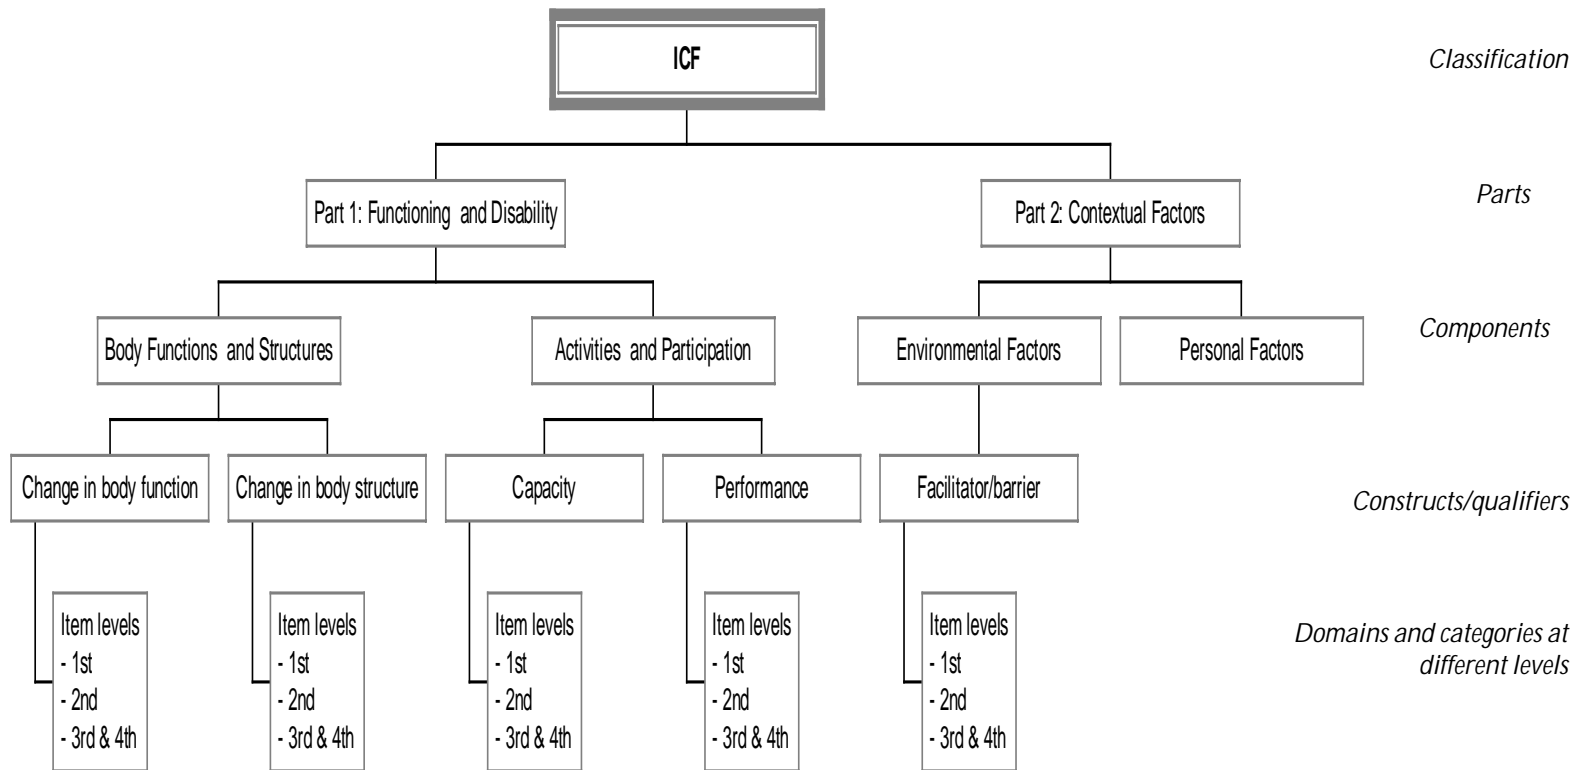 ICF
Classification
Part 1: Functioning and Disability
Part 2: Contextual Factors
Parts
Body Functions and Structures
Activities and Participation
Environmental Factors
Personal Factors
Components
Change in body function
Change in body structure
Capacity
Performance
Facilitator/barrier
Constructs/qualifiers
Item levels
- 1st
- 2nd
- 3rd & 4th
Item levels
- 1st
- 2nd
- 3rd & 4th
Item levels
- 1st
- 2nd
- 3rd & 4th
Item levels
- 1st
- 2nd
- 3rd & 4th
Item levels
- 1st
- 2nd
- 3rd & 4th
Domains and categories at
different levels